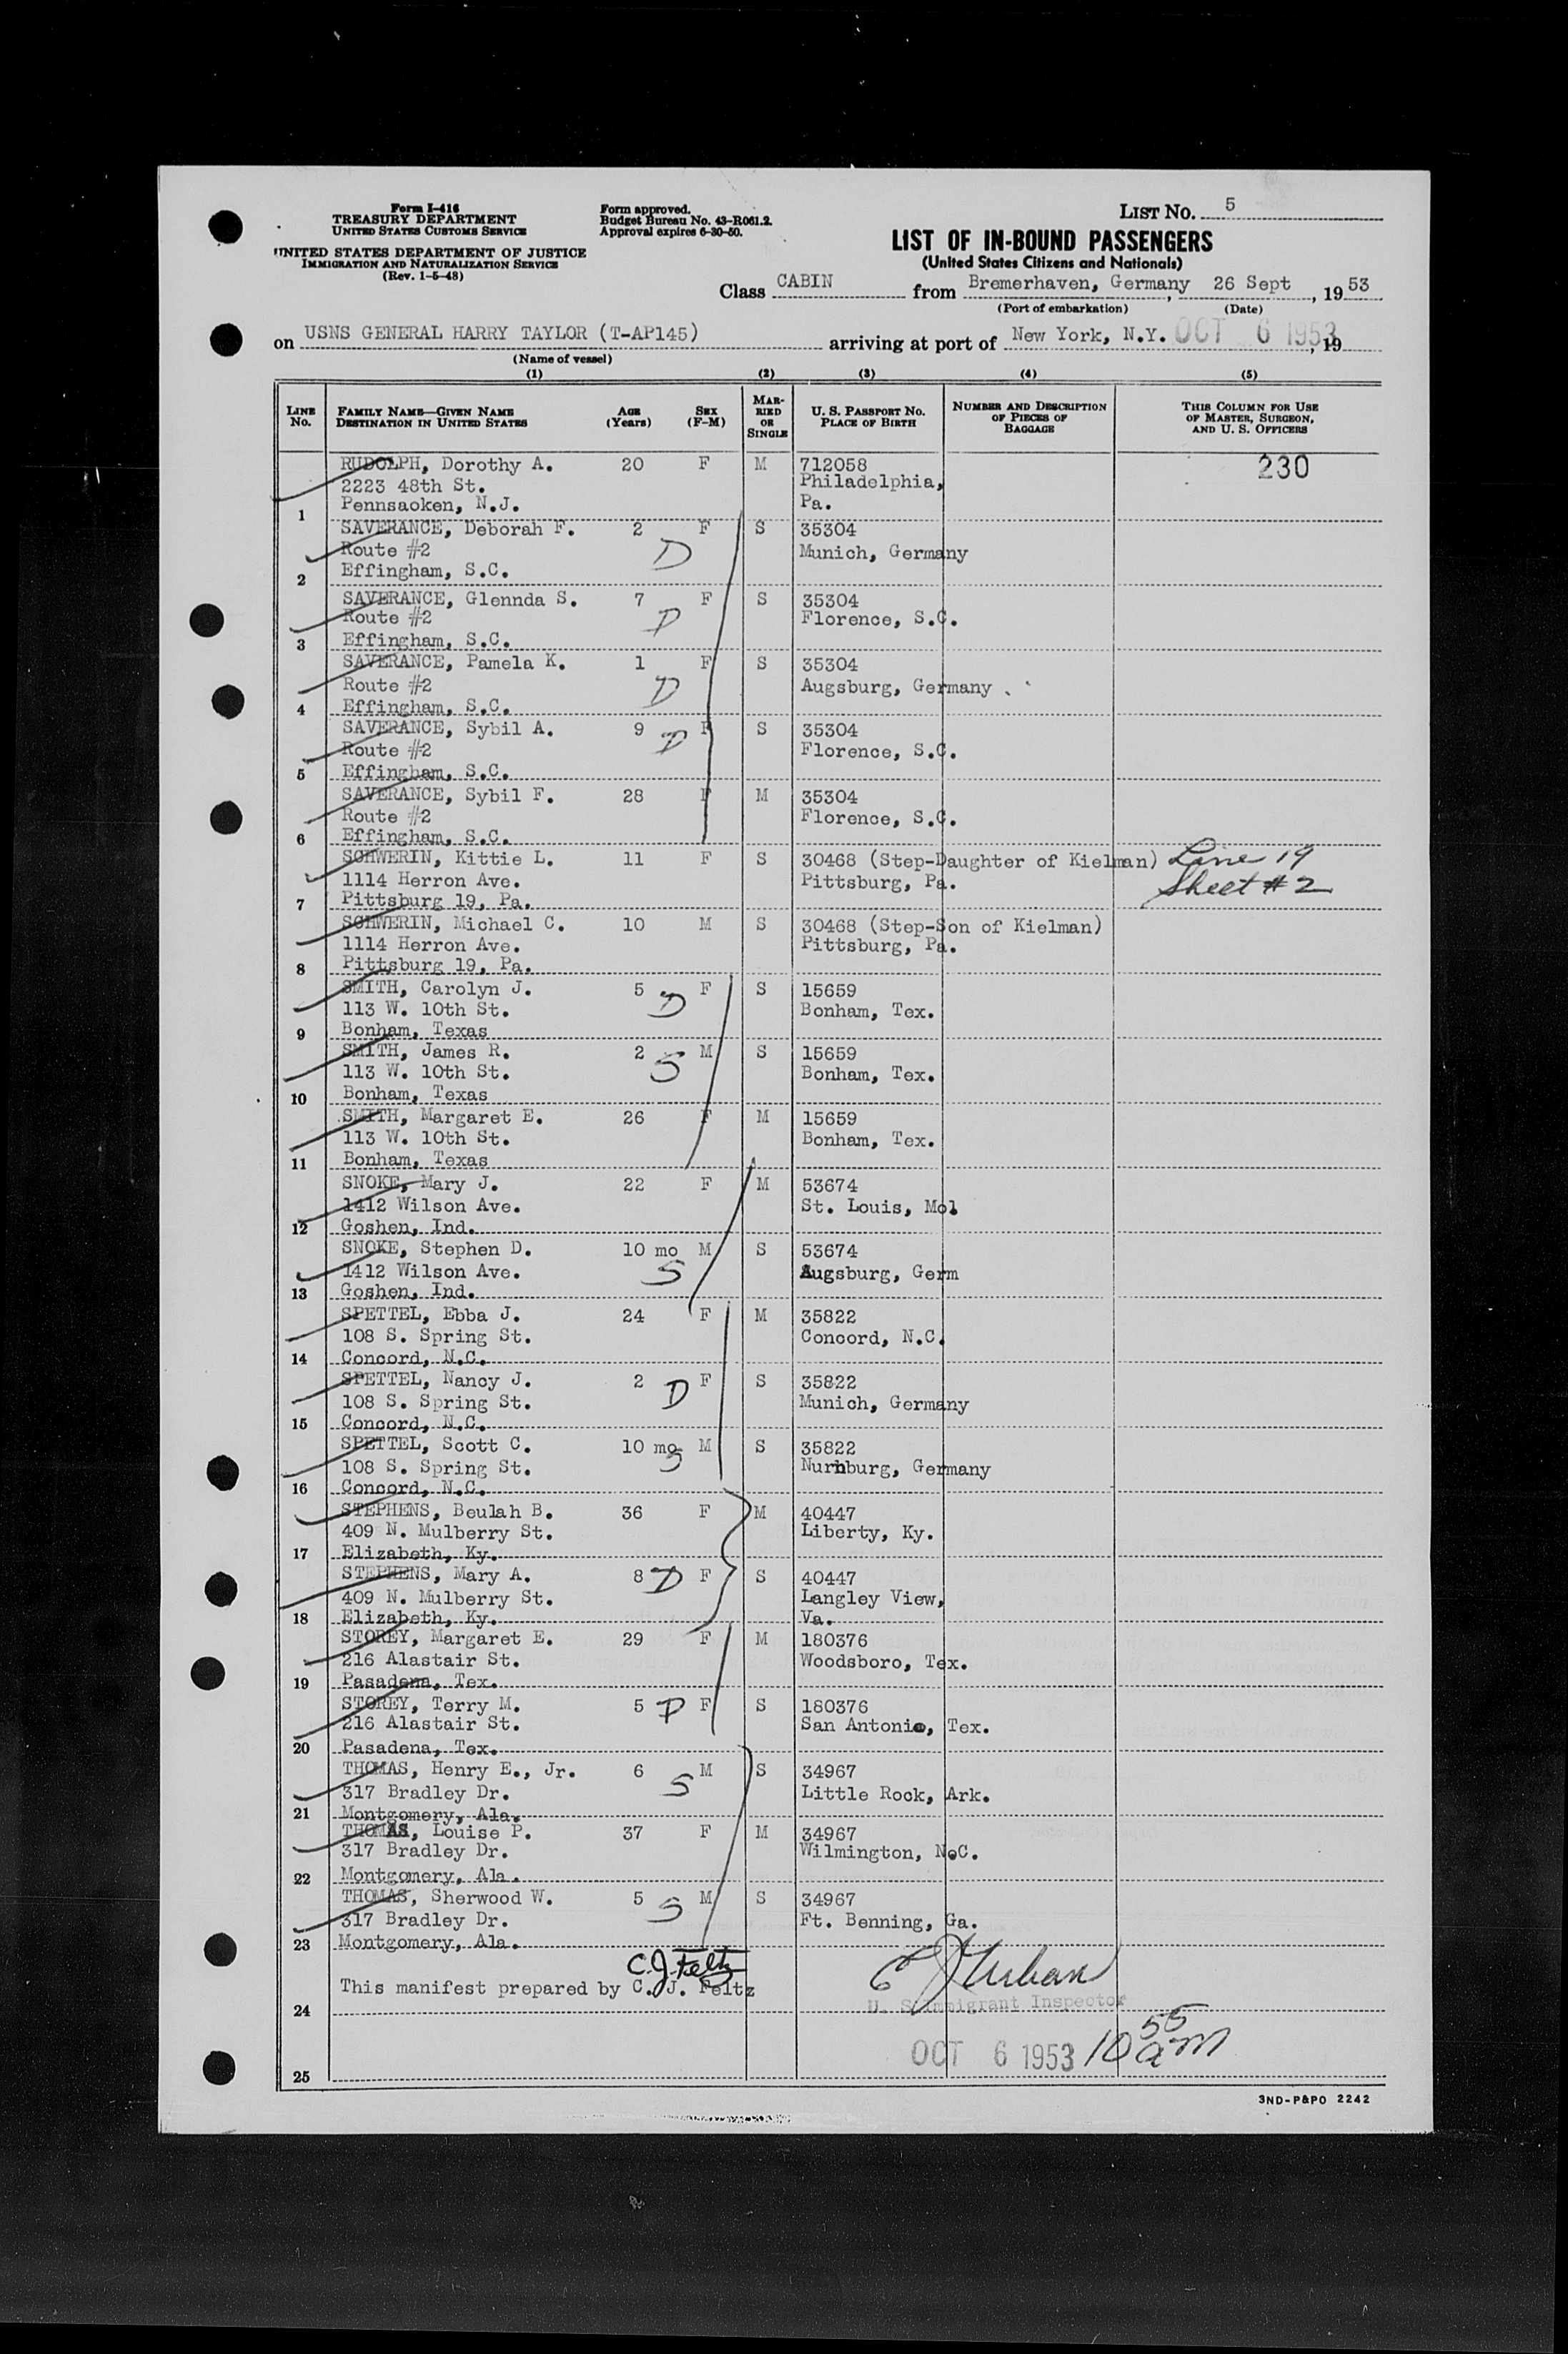 Form I-416
TREASURY DEPARTMENT
UNITED STATES CUSTOMS SERVICE
UNITED STATES DEPARTMENT OF JUSTICE
IMMIGRATION AND NATURALIZATION SERVICE
(Rev. 1-5-48)
Form approved.
Budget Bureau No. 43-R061.2.
Approval expires 6-30-50.
LIST No. 5
LIST OF IN-BOUND PASSENGERS
(United States Citizens and Nationals)
Class CABIN from Bremerhaven, Germany, 26 Sept, 1953
(Port of embarkation) (Date)
on USNS GENERAL HARRY TAYLOR (T-AP145) arriving at port of New York, N.Y. OCT 6 1953, 19
(Name of vessel)
(1) (2) (3) (4) (5)
LINE No. FAMILY NAME—GIVEN NAME DESTINATION IN UNITED STATES AGE (Years) SEX (F-M) MARRIED OR SINGLE U. S. PASSPORT NO. PLACE OF BIRTH NUMBER AND DESCRIPTION OF PIECES OF BAGGAGE THIS COLUMN FOR USE OF MASTER, SURGEON, AND U. S. OFFICERS
RUDOLPH, Dorothy A. 20 F M 712058 230
2223 48th St. Philadelphia,
1 Pennsaoken, N.J. Pa.
SAVERANCE, Deborah F. 2 F S 35304
Route #2 D Munich, Germany
2 Effingham, S.C.
SAVERANCE, Glennda S. 7 F S 35304
Route #2 D Florence, S.C.
3 Effingham, S.C.
SAVERANCE, Pamela K. 1 F S 35304
Route #2 D Augsburg, Germany
4 Effingham, S.C.
SAVERANCE, Sybil A. 9 F S 35304
Route #2 D Florence, S.C.
5 Effingham, S.C.
SAVERANCE, Sybil F. 28 F M 35304
Route #2 Florence, S.C.
6 Effingham, S.C.
SCHWERIN, Kittie L. 11 F S 30468 (Step-Daughter of Kielman) Line 19
1114 Herron Ave. Pittsburg, Pa. Sheet #2
7 Pittsburg 19, Pa.
SCHWERIN, Michael C. 10 M S 30468 (Step-Son of Kielman)
1114 Herron Ave. Pittsburg, Pa.
8 Pittsburg 19, Pa.
SMITH, Carolyn J. 5 D F S 15659
113 W. 10th St. Bonham, Tex.
9 Bonham, Texas
SMITH, James R. 2 S M S 15659
113 W. 10th St. Bonham, Tex.
10 Bonham, Texas
SMITH, Margaret E. 26 F M 15659
113 W. 10th St. Bonham, Tex.
11 Bonham, Texas
SNOKE, Mary J. 22 F M 53674
1412 Wilson Ave. St. Louis, Mol
12 Goshen, Ind.
SNOKE, Stephen D. 10 mo M S 53674
1412 Wilson Ave. S Augsburg, Germ
13 Goshen, Ind.
SPETTEL, Ebba J. 24 F M 35822
108 S. Spring St. Concord, N.C.
14 Concord, N.C.
SPETTEL, Nancy J. 2 D F S 35822
108 S. Spring St. Munich, Germany
15 Concord, N.C.
SPETTEL, Scott C. 10 mo S M S 35822
108 S. Spring St. Nurnburg, Germany
16 Concord, N.C.
STEPHENS, Beulah B. 36 F M 40447
409 N. Mulberry St. Liberty, Ky.
17 Elizabeth, Ky.
STEPHENS, Mary A. 8 D F S 40447
409 N. Mulberry St. Langley View,
18 Elizabeth, Ky. Va.
STOREY, Margaret E. 29 F M 180376
216 Alastair St. Woodsboro, Tex.
19 Pasadena, Tex.
STOREY, Terry M. 5 D F S 180376
216 Alastair St. San Antonio, Tex.
20 Pasadena, Tex.
THOMAS, Henry E., Jr. 6 S M S 34967
317 Bradley Dr. Little Rock, Ark.
21 Montgomery, Ala.
THOMAS, Louise P. 37 F M 34967
317 Bradley Dr. Wilmington, N.C.
22 Montgomery, Ala.
THOMAS, Sherwood W. 5 S M S 34967
317 Bradley Dr. Ft. Benning, Ga.
23 Montgomery, Ala.
C.J. Feltz
This manifest prepared by C. J. Feltz Urban
24 U. S. Immigrant Inspector
OCT 6 1953 10 55 am
25
3ND-P&PO 2242